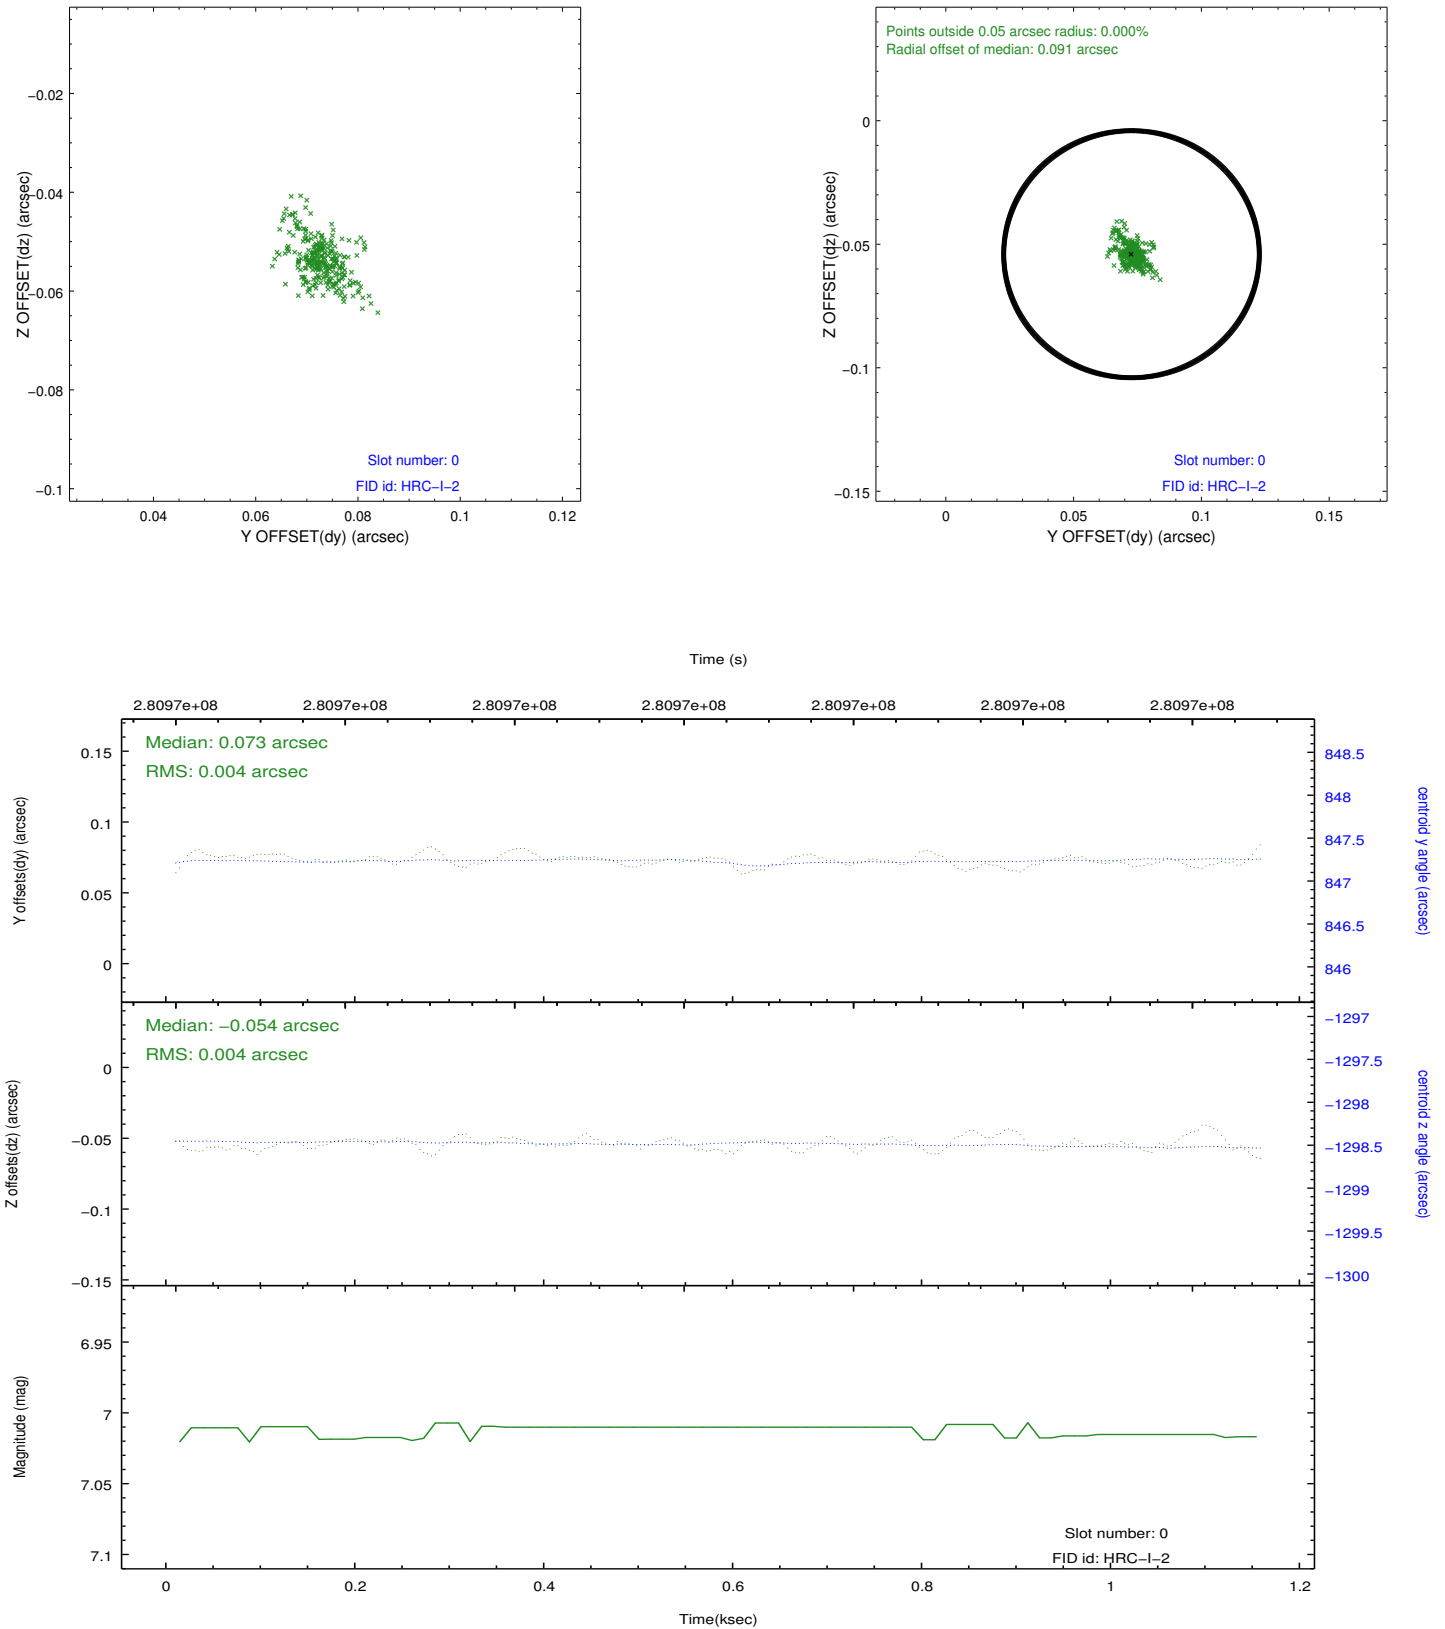 −0.02
−0.04
−0.06
−0.08
−0.1
Z OFFSET(dz) (arcsec)
Slot number: 0
FID id: HRC−I−2
0.04
0.06
0.08
0.1
0.12
Y OFFSET(dy) (arcsec)
Points outside 0.05 arcsec radius: 0.000%
Radial offset of median: 0.091 arcsec
0
−0.05
−0.1
−0.15
Z OFFSET(dz) (arcsec)
Slot number: 0
FID id: HRC−I−2
0
0.05
0.1
0.15
Y OFFSET(dy) (arcsec)
Time (s)
2.8097e+08
2.8097e+08
2.8097e+08
2.8097e+08
2.8097e+08
2.8097e+08
2.8097e+08
Median: 0.073 arcsec
RMS: 0.004 arcsec
0.15
0.1
0.05
0
Y offsets(dy) (arcsec)
848.5
848
847.5
847
846.5
846
centroid y angle (arcsec)
Median: −0.054 arcsec
RMS: 0.004 arcsec
0
−0.05
−0.1
−0.15
Z offsets(dz) (arcsec)
−1297
−1297.5
−1298
−1298.5
−1299
−1299.5
−1300
centroid z angle (arcsec)
6.95
7
7.05
7.1
Magnitude (mag)
Slot number: 0
FID id: HRC−I−2
0
0.2
0.4
0.6
0.8
1
1.2
Time(ksec)